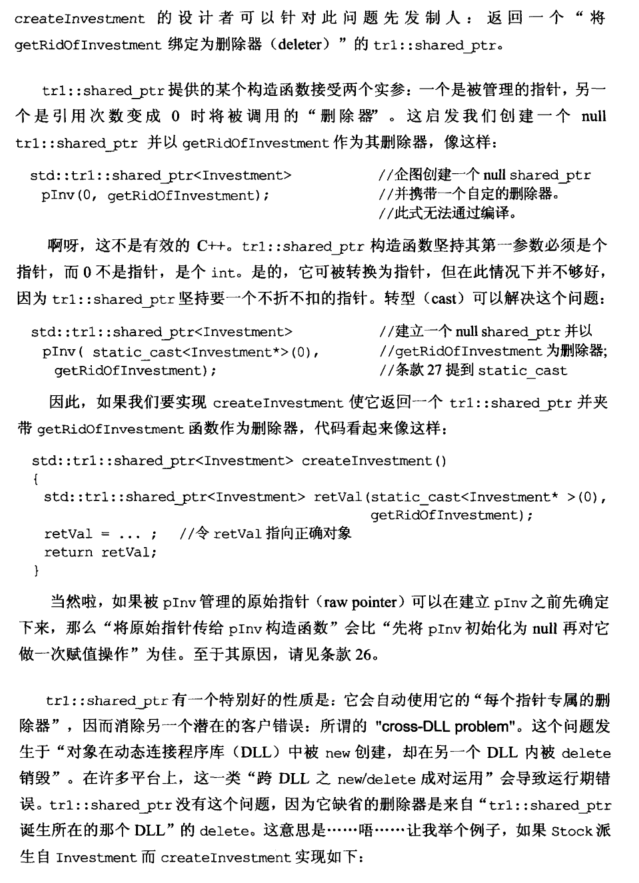 createInvestment 的设计者可以针对此问题先发制人：返回一个“将
getRidOfInvestment 绑定为删除器（deleter）”的 tr1::shared_ptr。
tr1::shared_ptr 提供的某个构造函数接受两个实参：一个是被管理的指针，另一
个是引用次数变成 0 时将被调用的“删除器”。这启发我们创建一个 null
tr1::shared_ptr 并以 getRidOfInvestment 作为其删除器，像这样：
std::tr1::shared_ptr<Investment> //企图创建一个 null shared_ptr
pInv(0, getRidOfInvestment); //并携带一个自定的删除器。
//此式无法通过编译。
啊呀，这不是有效的 C++。tr1::shared_ptr 构造函数坚持其第一参数必须是个
指针，而 0 不是指针，是个 int。是的，它可被转换为指针，但在此情况下并不够好，
因为 tr1::shared_ptr 坚持要一个不折不扣的指针。转型（cast）可以解决这个问题：
std::tr1::shared_ptr<Investment> //建立一个 null shared_ptr 并以
pInv( static_cast<Investment*>(0), //getRidOfInvestment 为删除器;
getRidOfInvestment); //条款 27 提到 static_cast
因此，如果我们要实现 createInvestment 使它返回一个 tr1::shared_ptr 并夹
带 getRidOfInvestment 函数作为删除器，代码看起来像这样：
std::tr1::shared_ptr<Investment> createInvestment()
{
std::tr1::shared_ptr<Investment> retVal(static_cast<Investment* >(0),
getRidOfInvestment);
retVal = ... ; //令 retVal 指向正确对象
return retVal;
}
当然啦，如果被 pInv 管理的原始指针（raw pointer）可以在建立 pInv 之前先确定
下来，那么“将原始指针传给 pInv 构造函数”会比“先将 pInv 初始化为 null 再对它
做一次赋值操作”为佳。至于其原因，请见条款 26。
tr1::shared_ptr 有一个特别好的性质是：它会自动使用它的“每个指针专属的删
除器”，因而消除另一个潜在的客户错误：所谓的 "cross-DLL problem"。这个问题发
生于“对象在动态连接程序库（DLL）中被 new 创建，却在另一个 DLL 内被 delete
销毁”。在许多平台上，这一类“跨 DLL 之 new/delete 成对运用”会导致运行期错
误。tr1::shared_ptr 没有这个问题，因为它缺省的删除器是来自“tr1::shared_ptr
诞生所在的那个 DLL”的 delete。这意思是……唔……让我举个例子，如果 Stock 派
生自 Investment 而 createInvestment 实现如下：